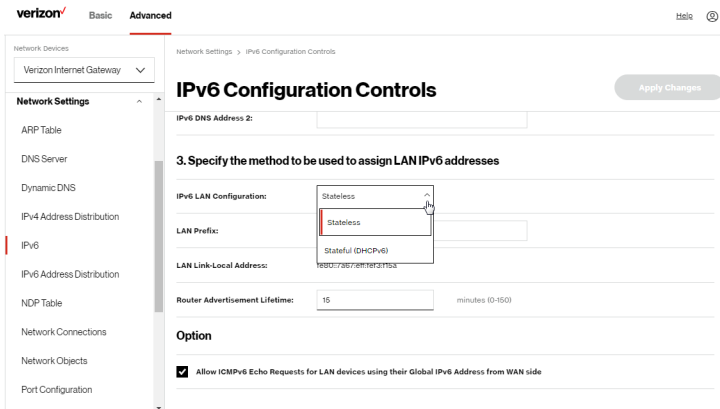 verizon✓ Basic Advanced Help
Network Devices
Verizon Internet Gateway
Network Settings
ARP Table
DNS Server
Dynamic DNS
IPv4 Address Distribution
IPv6
IPv6 Address Distribution
NDP Table
Network Connections
Network Objects
Port Configuration
Network Settings > IPv6 Configuration Controls
IPv6 Configuration Controls
Apply Changes
IPv6 DNS Address 2:
3. Specify the method to be used to assign LAN IPv6 addresses
IPv6 LAN Configuration: Stateless
Stateless
Stateful (DHCPv6)
LAN Prefix:
LAN Link-Local Address:
Router Advertisement Lifetime: 15 minutes (0-150)
Option
Allow ICMPv6 Echo Requests for LAN devices using their Global IPv6 Address from WAN side